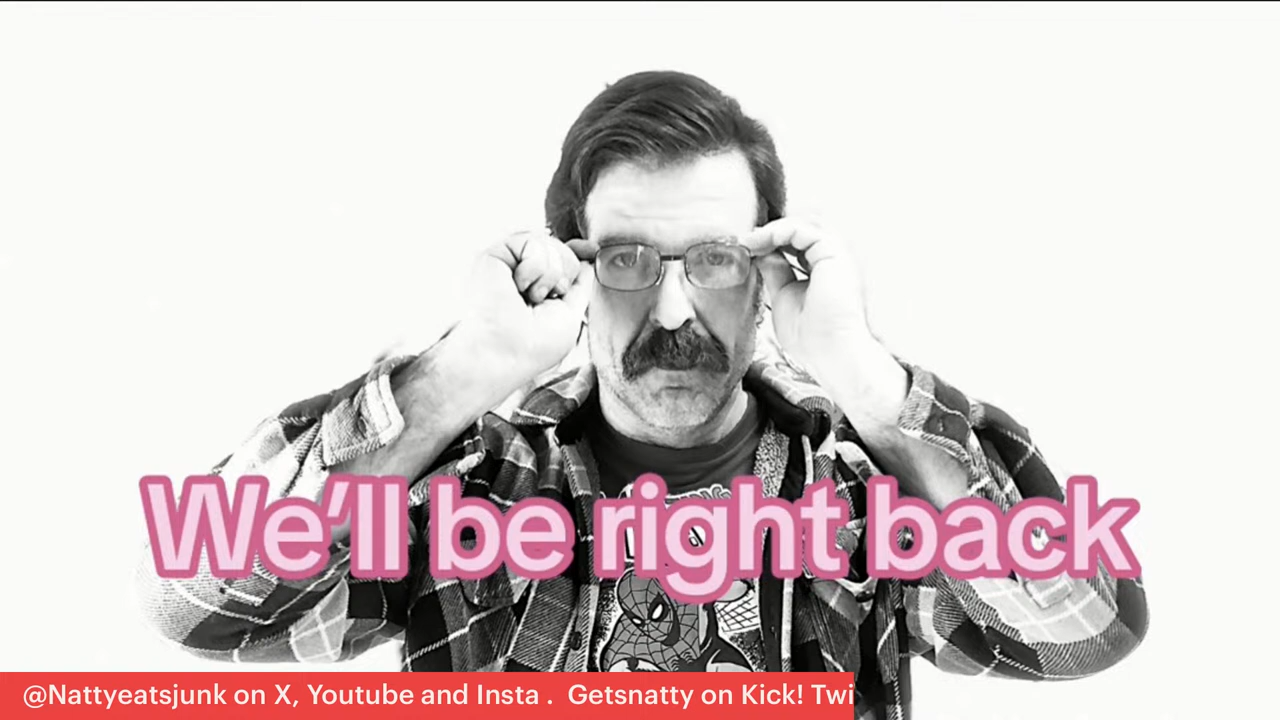 We'll be right back
@Nattyeatsjunk on X, Youtube and Insta .  Getsnatty on Kick! Twi